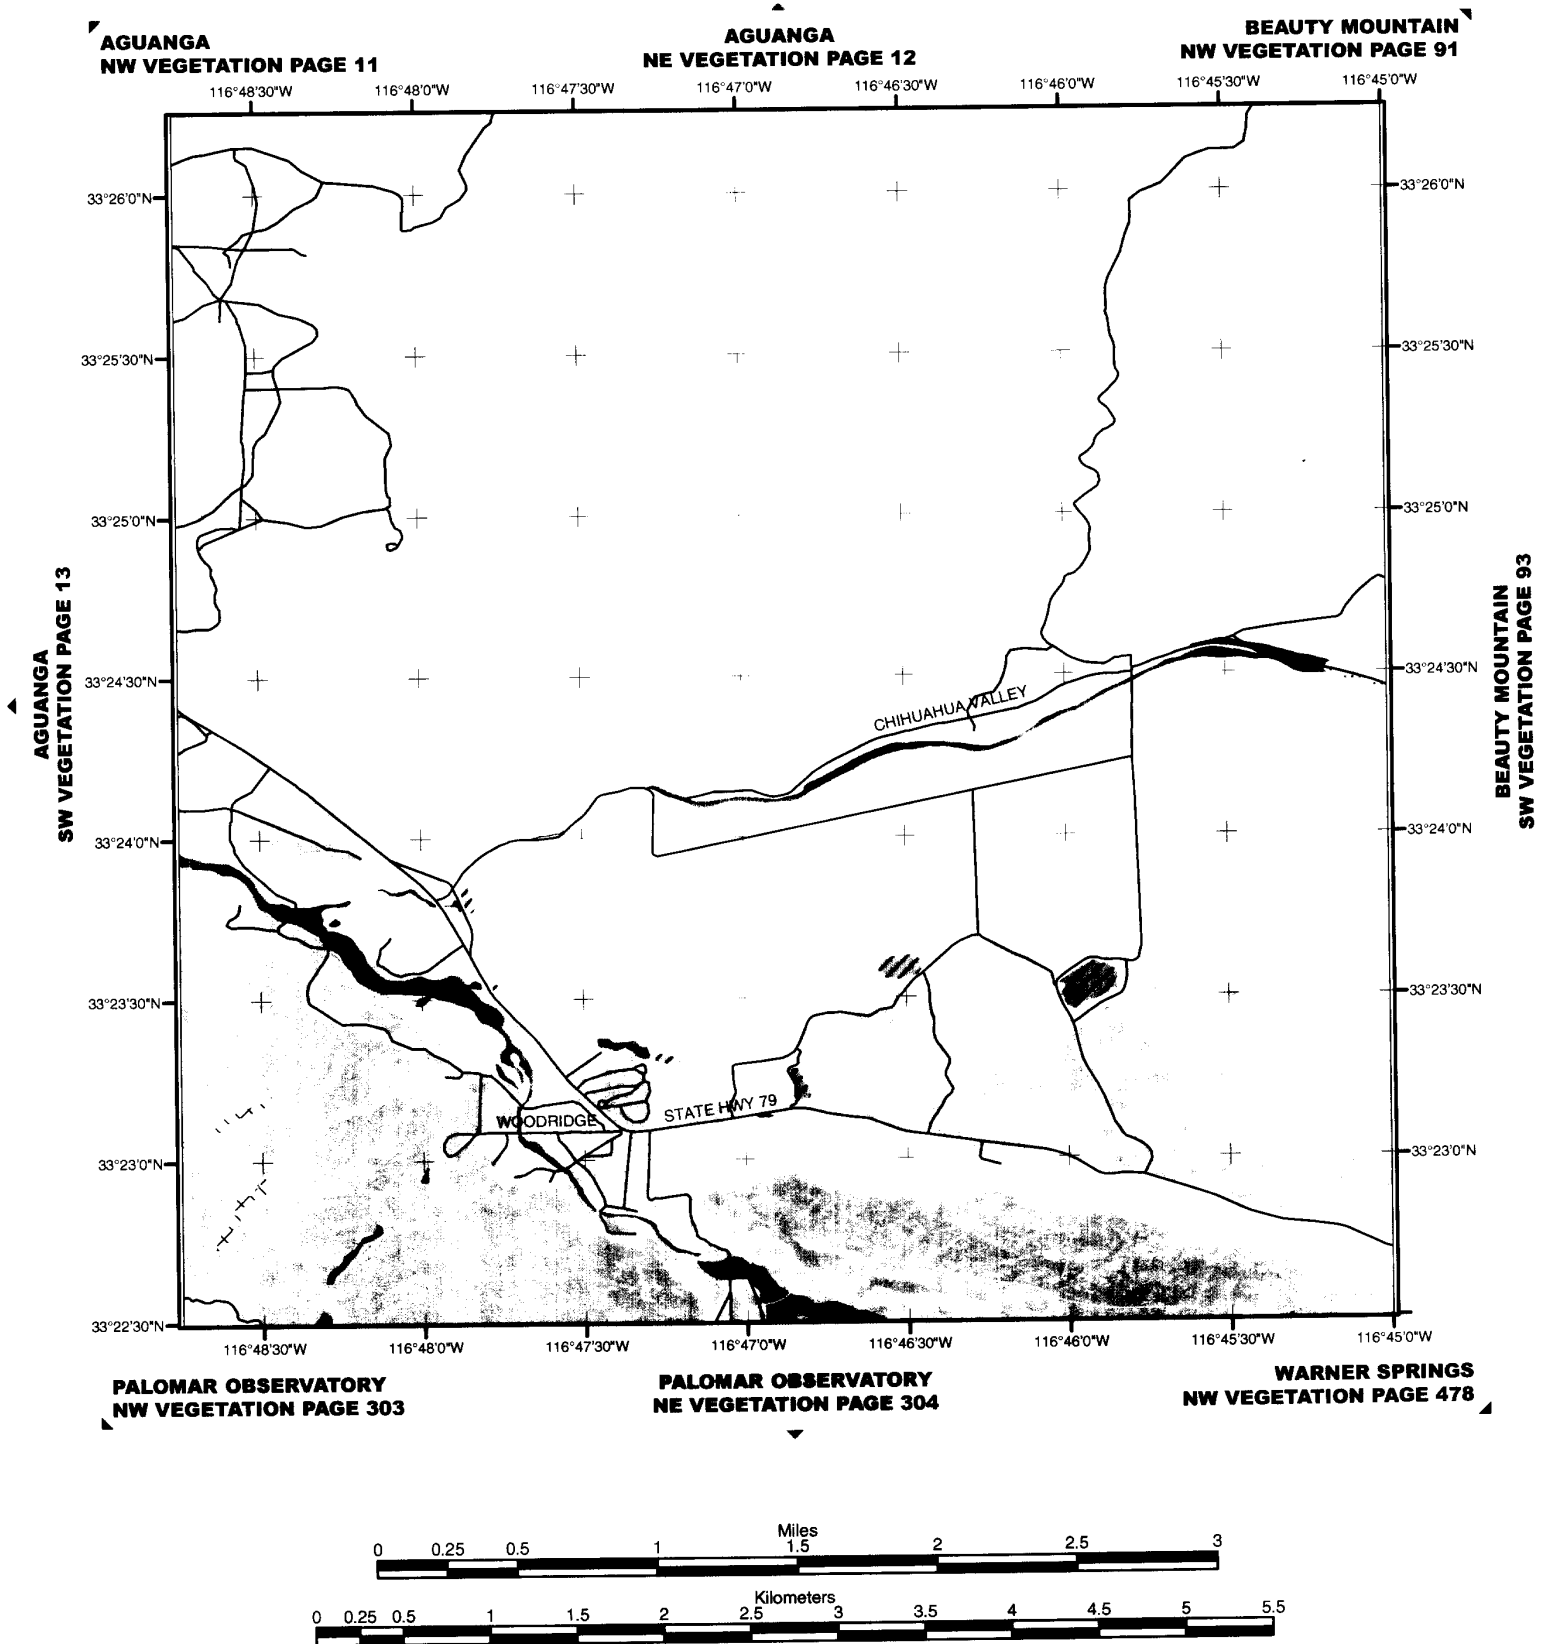 AGUANGA
NW VEGETATION PAGE 11
AGUANGA
NE VEGETATION PAGE 12
BEAUTY MOUNTAIN
NW VEGETATION PAGE 91
116°48'30"W
116°48'0"W
116°47'30"W
116°47'0"W
116°46'30"W
116°46'0"W
116°45'30"W
116°45'0"W
33°26'0"N
33°26'0"N
33°25'30"N
33°25'30"N
33°25'0"N
33°25'0"N
AGUANGA
SW VEGETATION PAGE 13
BEAUTY MOUNTAIN
SW VEGETATION PAGE 93
33°24'30"N
33°24'30"N
CHIHUAHUA VALLEY
33°24'0"N
33°24'0"N
33°23'30"N
33°23'30"N
STATE HWY 79
WOODRIDGE
33°23'0"N
33°23'0"N
33°22'30"N
116°48'30"W
116°48'0"W
116°47'30"W
116°47'0"W
116°46'30"W
116°46'0"W
116°45'30"W
116°45'0"W
PALOMAR OBSERVATORY
NW VEGETATION PAGE 303
PALOMAR OBSERVATORY
NE VEGETATION PAGE 304
WARNER SPRINGS
NW VEGETATION PAGE 478
Miles
0 0.25 0.5 1 1.5 2 2.5 3
Kilometers
0 0.25 0.5 1 1.5 2 2.5 3 3.5 4 4.5 5 5.5